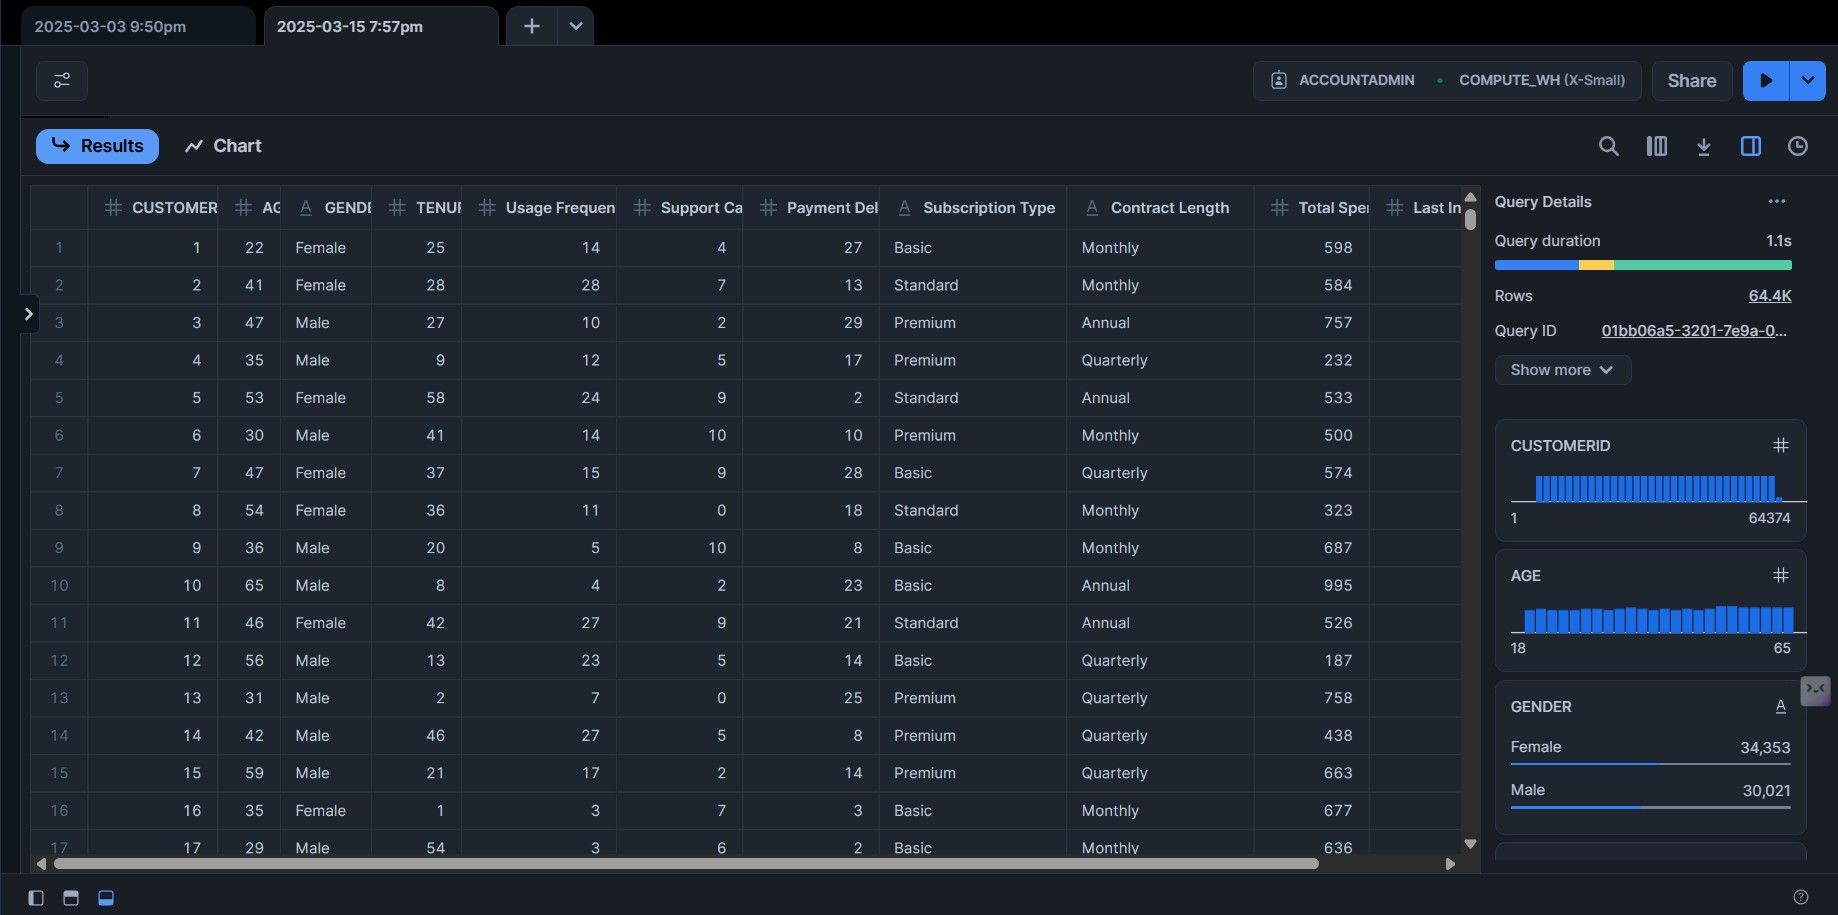 2025-03-03 9:50pm 2025-03-15 7:57pm
ACCOUNTADMIN COMPUTE_WH (X-Small) Share
Results Chart
CUSTOMER AG GENDE TENUR Usage Frequen Support Ca Payment Del Subscription Type Contract Length Total Spe Last In
1 1 22 Female 25 14 4 27 Basic Monthly 598
2 2 41 Female 28 28 7 13 Standard Monthly 584
3 3 47 Male 27 10 2 29 Premium Annual 757
4 4 35 Male 9 12 5 17 Premium Quarterly 232
5 5 53 Female 58 24 9 2 Standard Annual 533
6 6 30 Male 41 14 10 10 Premium Monthly 500
7 7 47 Female 37 15 9 28 Basic Quarterly 574
8 8 54 Female 36 11 0 18 Standard Monthly 323
9 9 36 Male 20 5 10 8 Basic Monthly 687
10 10 65 Male 8 4 2 23 Basic Annual 995
11 11 46 Female 42 27 9 21 Standard Annual 526
12 12 56 Male 13 23 5 14 Basic Quarterly 187
13 13 31 Male 2 7 0 25 Premium Quarterly 758
14 14 42 Male 46 27 5 8 Premium Quarterly 438
15 15 59 Male 21 17 2 14 Premium Quarterly 663
16 16 35 Female 1 3 7 3 Basic Monthly 677
17 17 29 Male 54 3 6 2 Basic Monthly 636
Query Details
Query duration 1.1s
Rows 64.4K
Query ID 01bb06a5-3201-7e9a-0...
Show more
CUSTOMERID
1 64374
AGE
18 65
GENDER
Female 34,353
Male 30,021